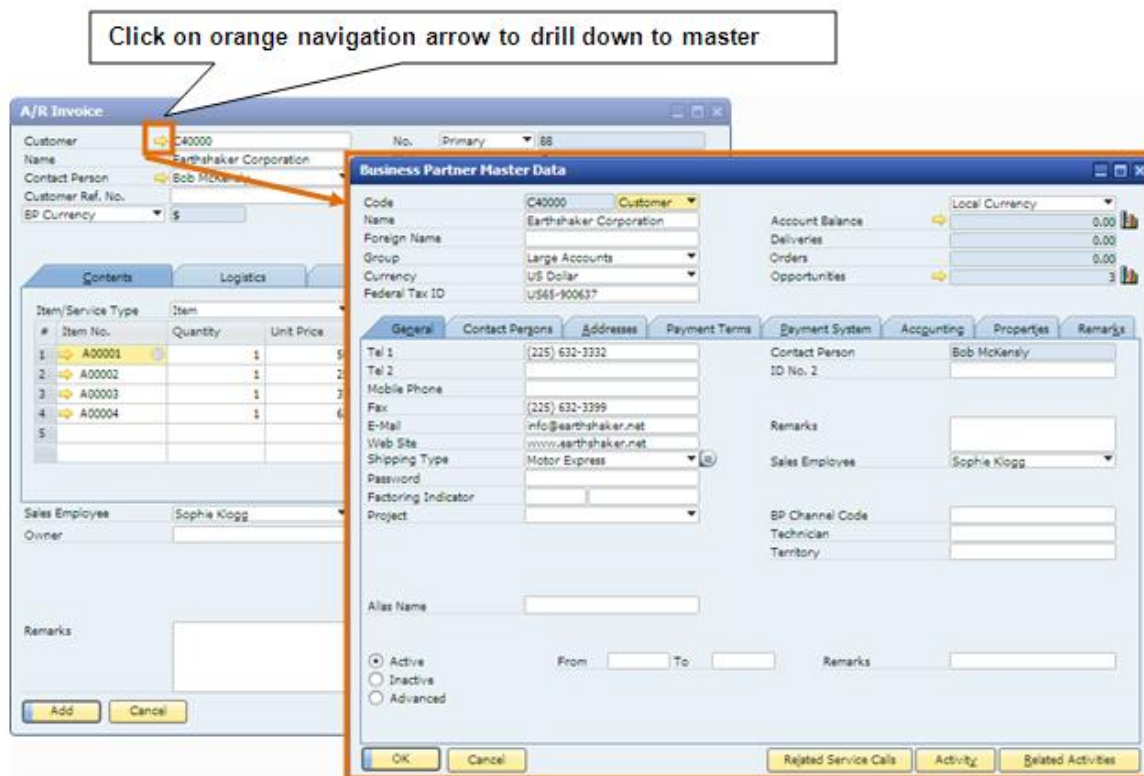 Click on orange navigation arrow to drill down to master
A/R Invoice
Customer C40000 No. Primary 88
Name Earthshaker Corporation
Contact Person Bob McKensly
Customer Ref. No.
BP Currency $
Contents Logistics
Item/Service Type Item
# Item No. Quantity Unit Price
1 A00001 1
2 A00002 1
3 A00003 1
4 A00004 1
5
Sales Employee Sophie Klogg
Owner
Remarks
Add Cancel
Business Partner Master Data
Code C40000 Customer Local Currency
Name Earthshaker Corporation Account Balance 0.00
Foreign Name Deliveries 0.00
Group Large Accounts Orders 0.00
Currency US Dollar Opportunities 3
Federal Tax ID US65-900637
General Contact Persons Addresses Payment Terms Payment System Accounting Properties Remarks
Tel 1 (225) 632-3332 Contact Person Bob McKensly
Tel 2 ID No. 2
Mobile Phone
Fax (225) 632-3399
E-Mail info@earthshaker.net Remarks
Web Site www.earthshaker.net
Shipping Type Motor Express Sales Employee Sophie Klogg
Password
Factoring Indicator
Project BP Channel Code
Technician
Territory
Alias Name
Active From To Remarks
Inactive
Advanced
OK Cancel Related Service Calls Activity Related Activities